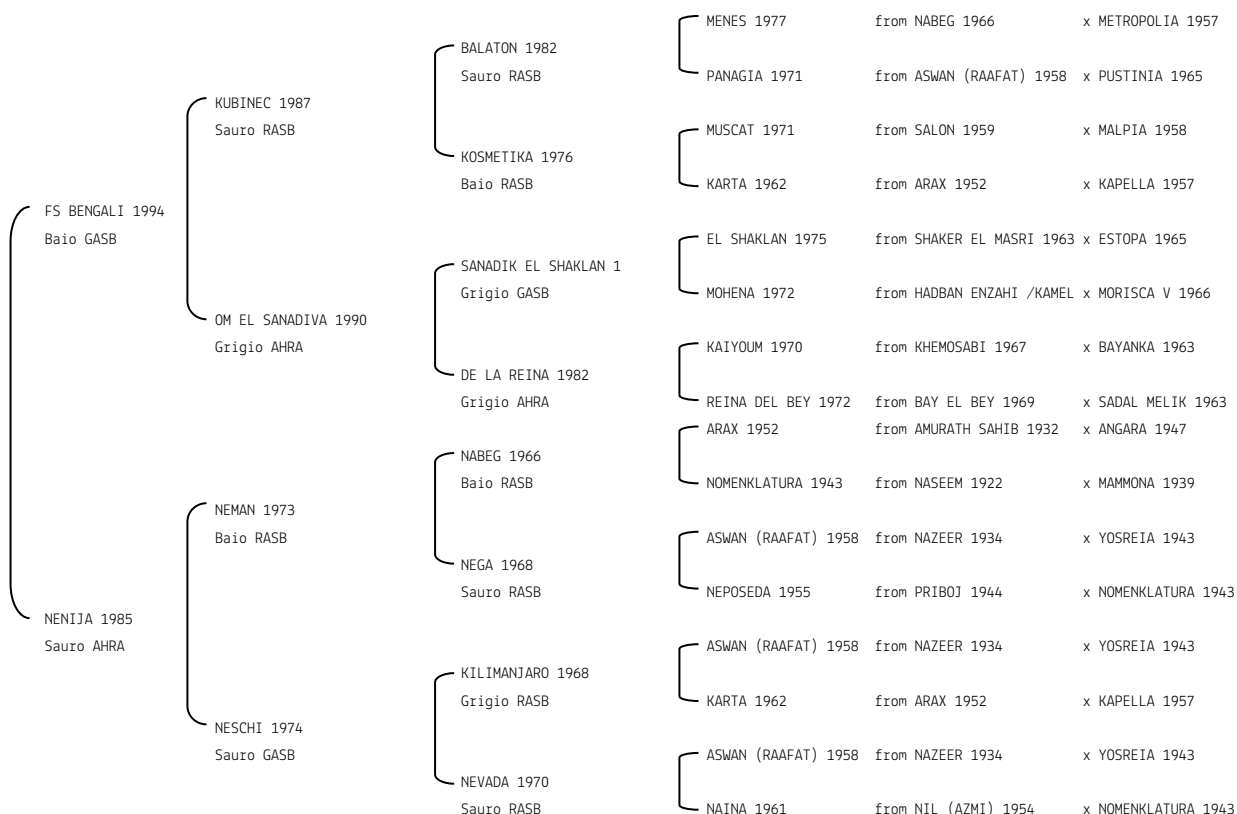 MENES 1977 from NABEG 1966 x METROPOLIA 1957
BALATON 1982
Sauro RASB PANAGIA 1971 from ASWAN (RAAFAT) 1958 x PUSTINIA 1965
KUBINEC 1987
Sauro RASB MUSCAT 1971 from SALON 1959 x MALPIA 1958
KOSMETIKA 1976
Baio RASB KARTA 1962 from ARAX 1952 x KAPELLA 1957
FS BENGALI 1994
Baio GASB EL SHAKLAN 1975 from SHAKER EL MASRI 1963 x ESTOPA 1965
SANADIK EL SHAKLAN 1
Grigio GASB MOHENA 1972 from HADBAN ENZAHI /KAMEL x MORISCA V 1966
OM EL SANADIVA 1990
Grigio AHRA KAIYOUM 1970 from KHEMOSABI 1967 x BAYANKA 1963
DE LA REINA 1982
Grigio AHRA REINA DEL BEY 1972 from BAY EL BEY 1969 x SADAL MELIK 1963
ARAX 1952 from AMURATH SAHIB 1932 x ANGARA 1947
NABEG 1966
Baio RASB NOMENKLATURA 1943 from NASEEM 1922 x MAMMONA 1939
NEMAN 1973
Baio RASB ASWAN (RAAFAT) 1958 from NAZEER 1934 x YOSREIA 1943
NEGA 1968
Sauro RASB NEPOSEDA 1955 from PRIBOJ 1944 x NOMENKLATURA 1943
NENIJA 1985
Sauro AHRA ASWAN (RAAFAT) 1958 from NAZEER 1934 x YOSREIA 1943
KILIMANJARO 1968
Grigio RASB KARTA 1962 from ARAX 1952 x KAPELLA 1957
NESCHI 1974
Sauro GASB ASWAN (RAAFAT) 1958 from NAZEER 1934 x YOSREIA 1943
NEVADA 1970
Sauro RASB NAINA 1961 from NIL (AZMI) 1954 x NOMENKLATURA 1943